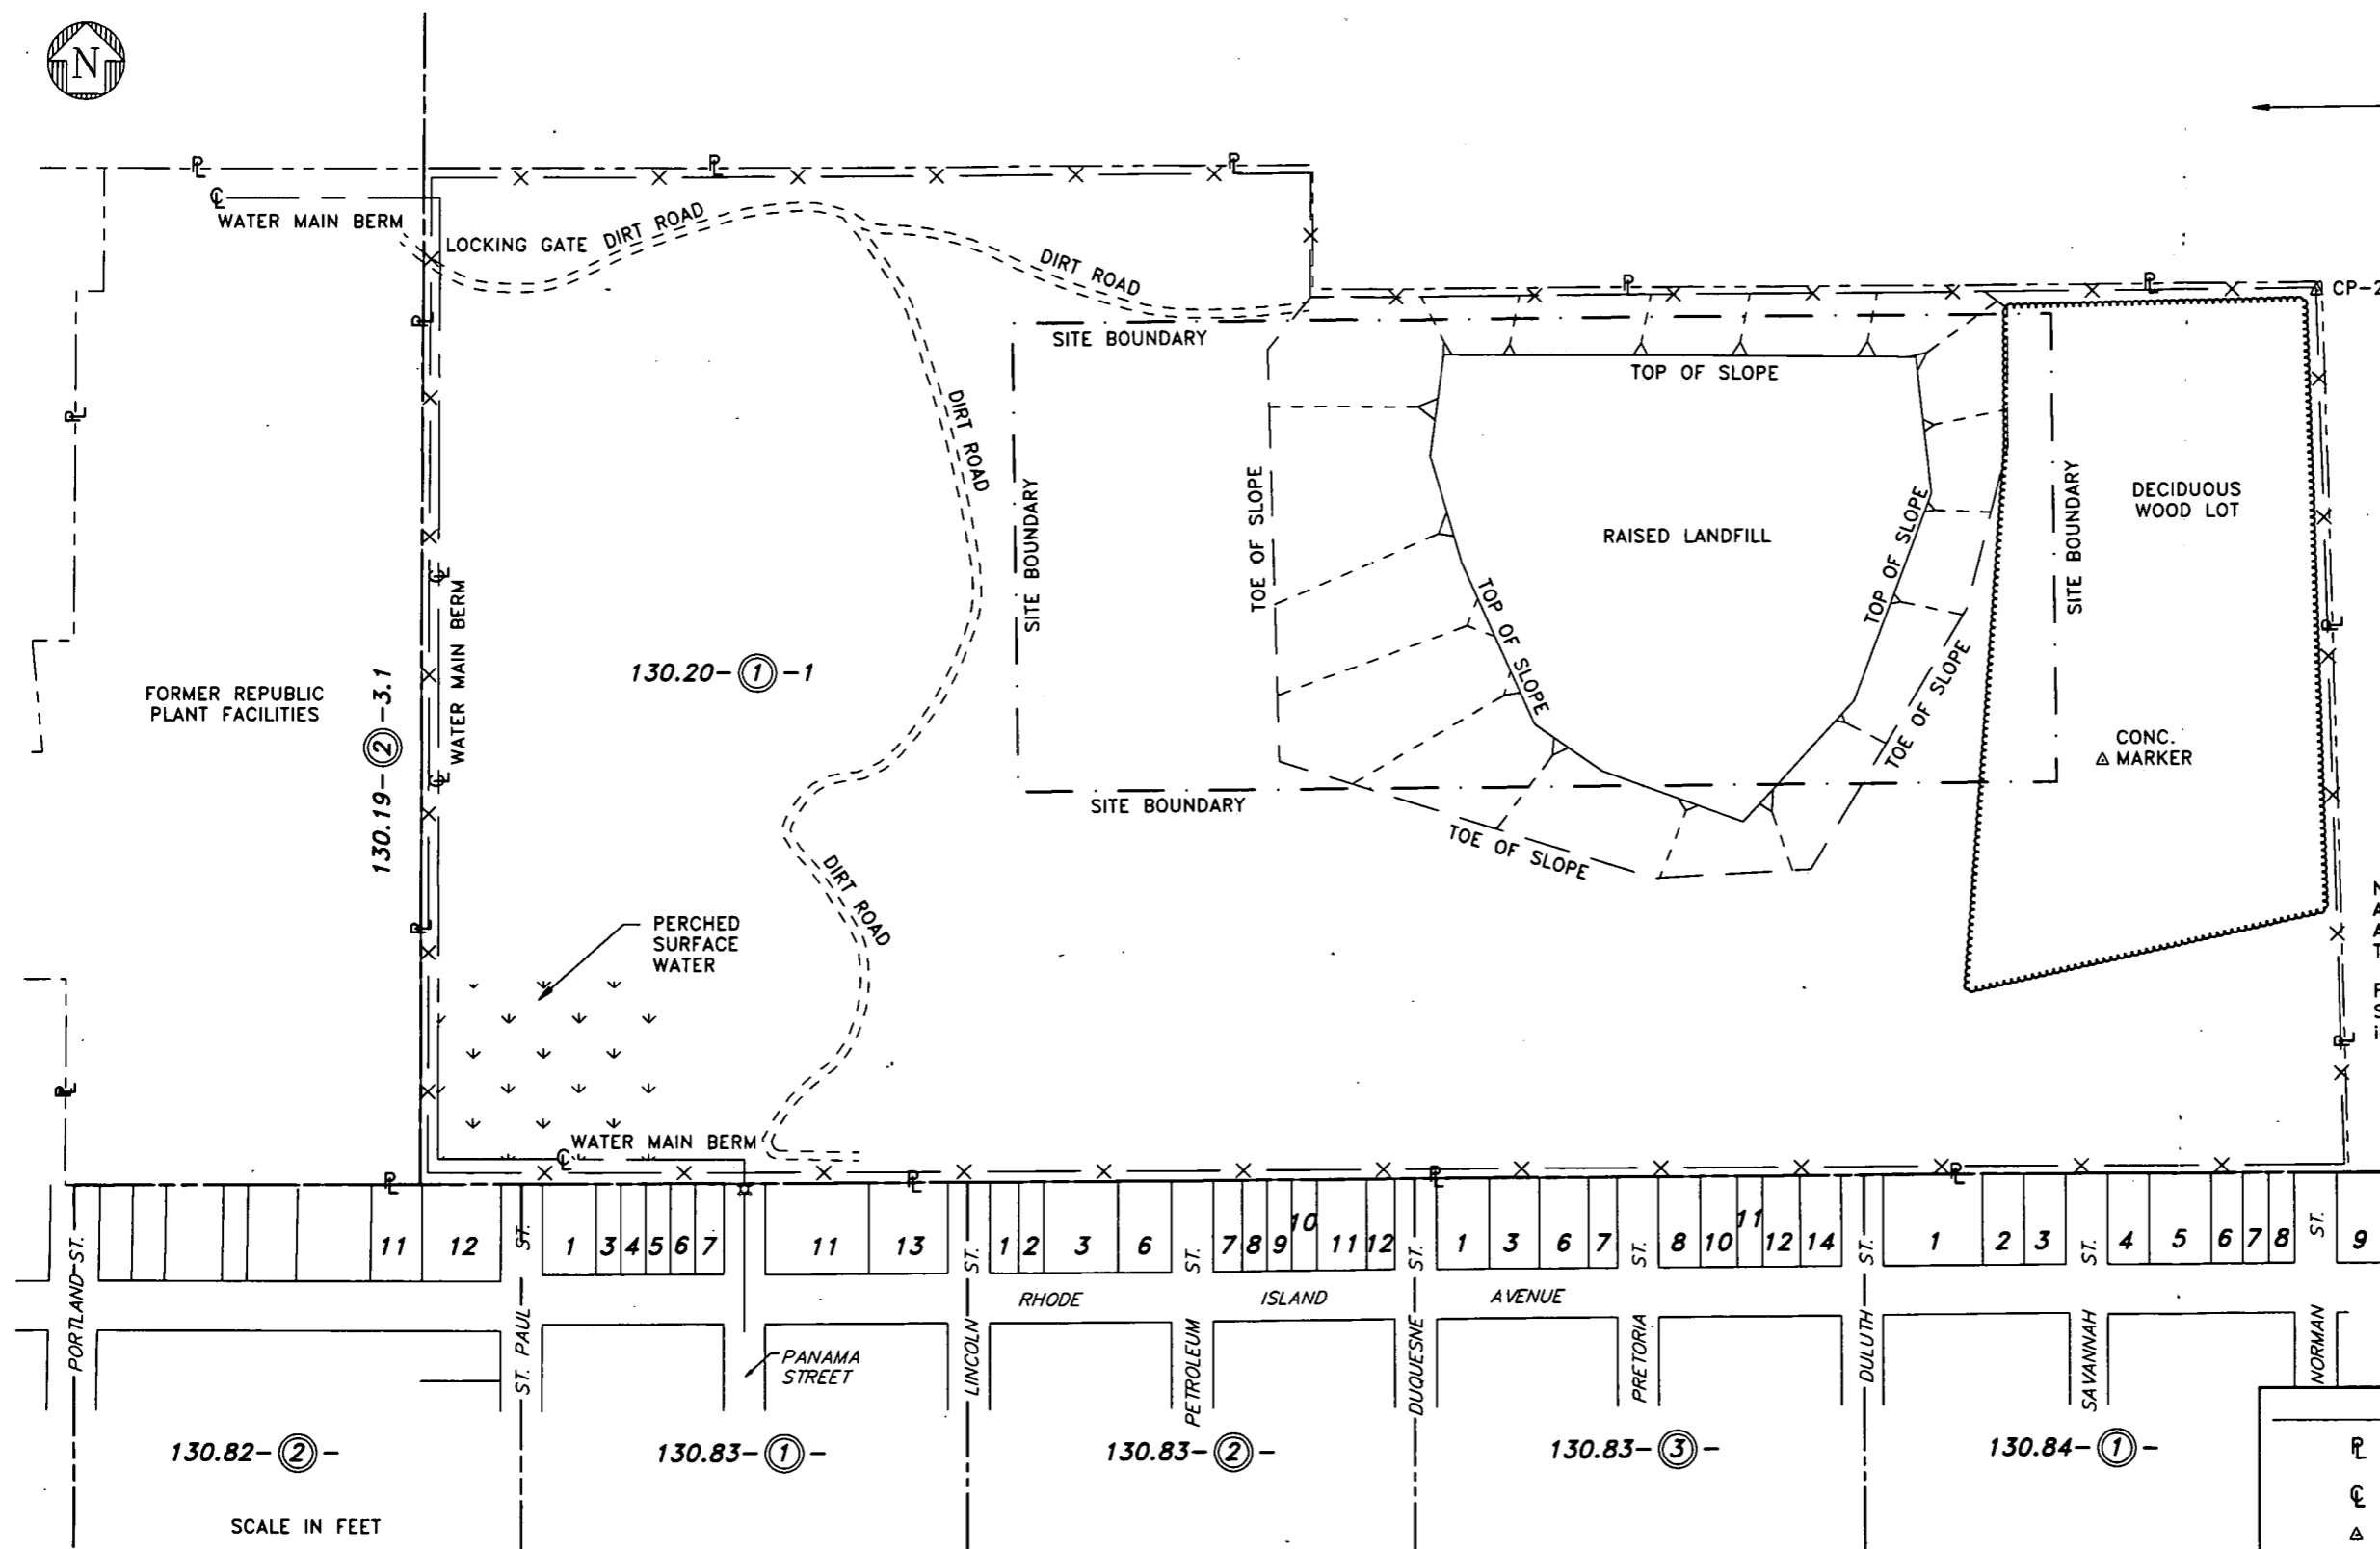 N
℄
WATER MAIN BERM
LOCKING GATE
DIRT ROAD
DIRT ROAD
CP-2
SITE BOUNDARY
TOP OF SLOPE
DIRT ROAD
SITE BOUNDARY
TOE OF SLOPE
TOP OF SLOPE
TOP OF SLOPE
TOE OF SLOPE
RAISED LANDFILL
SITE BOUNDARY
DECIDUOUS
WOOD LOT
CONC.
MARKER
FORMER REPUBLIC
PLANT FACILITIES
130.19-2-3.1
WATER MAIN BERM
130.20-1-1
SITE BOUNDARY
TOE OF SLOPE
DIRT ROAD
PERCHED
SURFACE
WATER
WATER MAIN BERM
11 12
1 3 4 5 6 7
11 13
1 2 3 6
7 8 9 10 11 12
1 3 6 7
8 10 11 12 14
1 2 3
4 5 6 7 8
9
RHODE ISLAND AVENUE
PORTLAND ST.
ST. PAUL ST.
PANAMA
STREET
LINCOLN ST.
PETROLEUM ST.
DUQUESNE ST.
PRETORIA ST.
DULUTH ST.
SAVANNAH ST.
NORMAN ST.
130.82-2-
130.83-1-
130.83-2-
130.83-3-
130.84-1-
SCALE IN FEET
℄